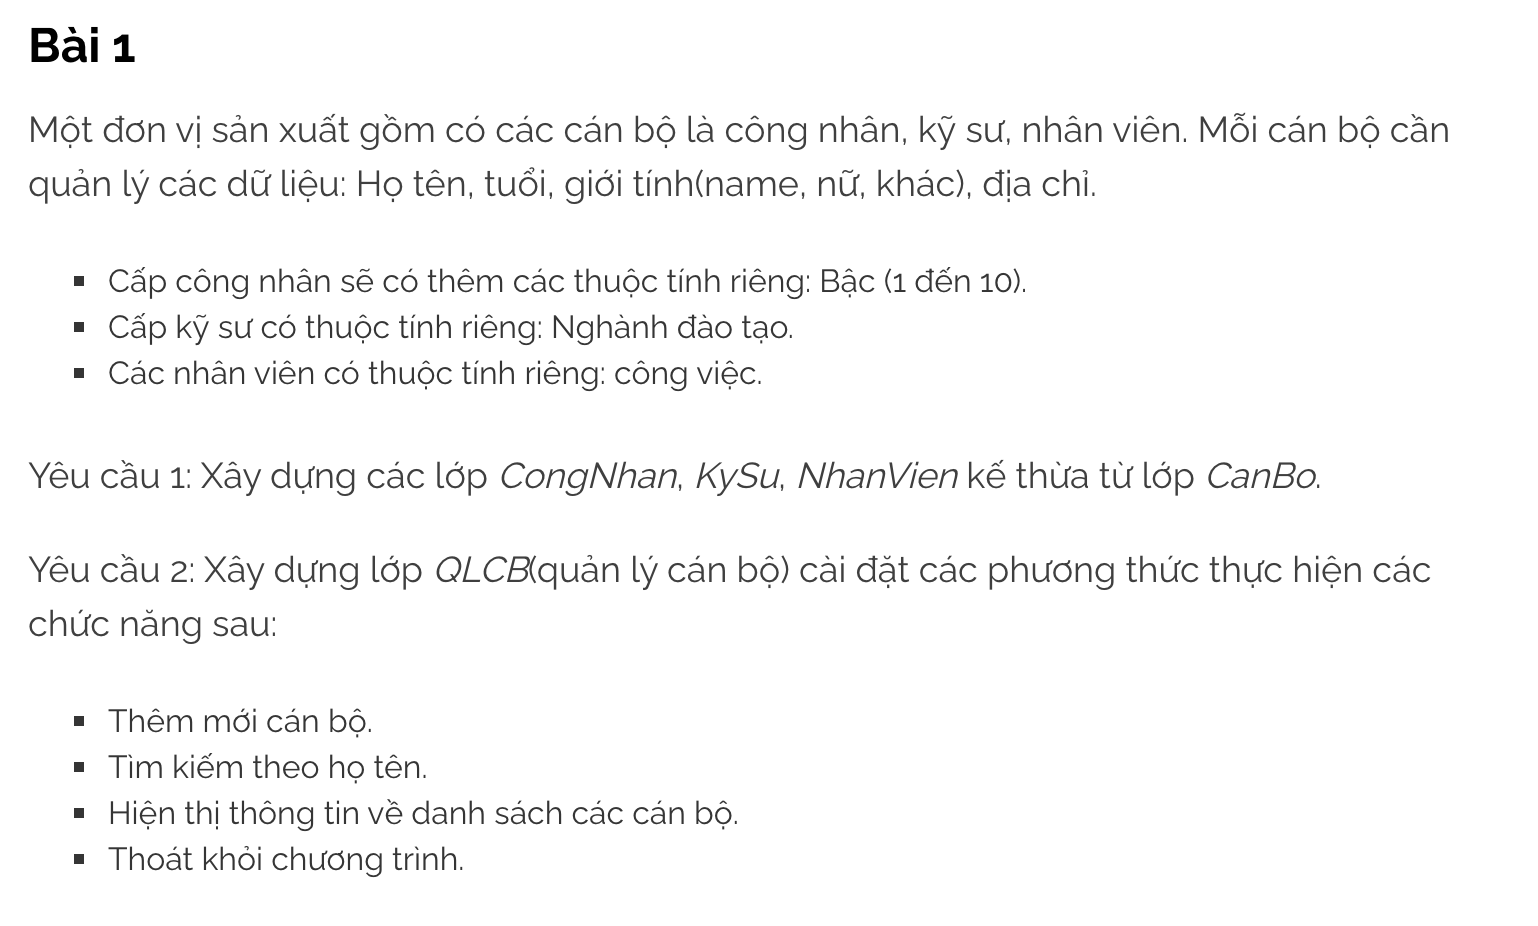 Bài 1
Một đơn vị sản xuất gồm có các cán bộ là công nhân, kỹ sư, nhân viên. Mỗi cán bộ cần
quản lý các dữ liệu: Họ tên, tuổi, giới tính(name, nữ, khác), địa chỉ.
▪ Cấp công nhân sẽ có thêm các thuộc tính riêng: Bậc (1 đến 10).
▪ Cấp kỹ sư có thuộc tính riêng: Nghành đào tạo.
▪ Các nhân viên có thuộc tính riêng: công việc.
Yêu cầu 1: Xây dựng các lớp CongNhan, KySu, NhanVien kế thừa từ lớp CanBo.
Yêu cầu 2: Xây dựng lớp QLCB(quản lý cán bộ) cài đặt các phương thức thực hiện các
chức năng sau:
▪ Thêm mới cán bộ.
▪ Tìm kiếm theo họ tên.
▪ Hiện thị thông tin về danh sách các cán bộ.
▪ Thoát khỏi chương trình.